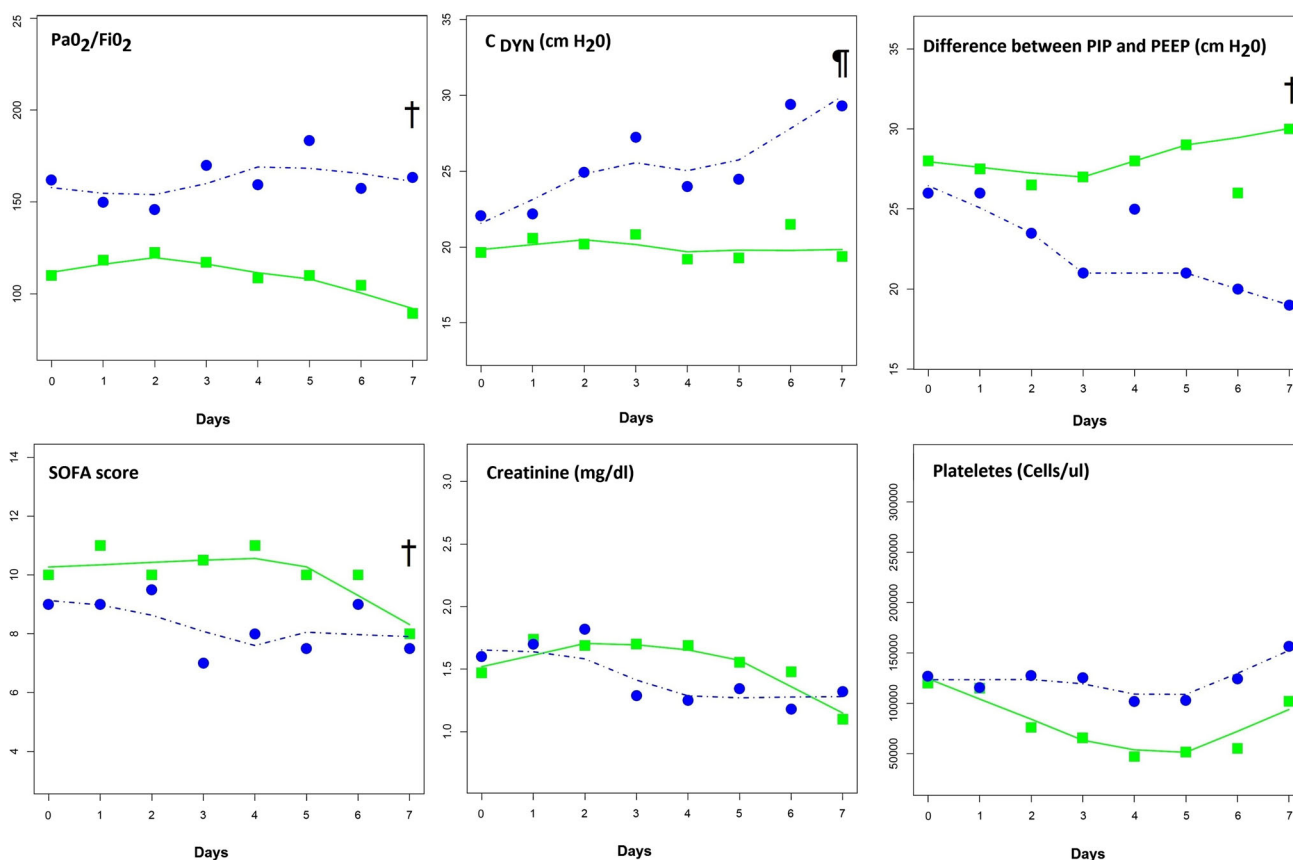 Pa0₂/Fi0₂
†
25
200
150
100
0 1 2 3 4 5 6 7
Days
C DYN (cm H₂0)
¶
35
30
25
20
15
0 1 2 3 4 5 6 7
Difference between PIP and PEEP (cm H₂0)
†
35
30
25
20
15
0 1 2 3 4 5 6 7
Days
SOFA score
†
14
12
10
8
6
4
0 1 2 3 4 5 6 7
Days
Creatinine (mg/dl)
3.0
2.5
2.0
1.5
1.0
0 1 2 3 4 5 6 7
Days
Plateletes (Cells/ul)
300000
250000
200000
150000
100000
50000
0 1 2 3 4 5 6 7
Days
Days